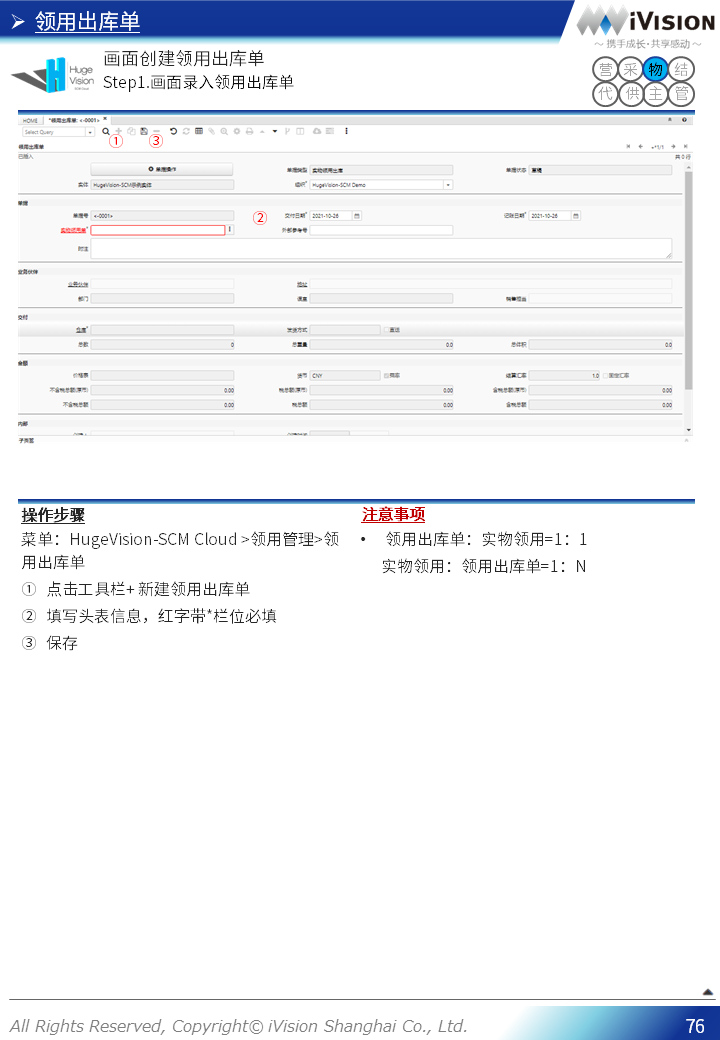 ➢ 领用出库单
iVISION
～ 携手成长·共享感动 ～
Huge
Vision
画面创建领用出库单
Step1.画面录入领用出库单
营 采 物 结
代 供 主 管
HOME *领用出库单: <-0001> ×
Select Query
① ③
领用出库单 +*1/1
已插入 共 0 行
单据操作 单据类型 实物领用出库 单据状态 草稿
实体 HugeVision-SCM示例实体 组织* HugeVision-SCM Demo
单据
单据号 <-0001> ② 交付日期* 2021-10-26 记账日期* 2021-10-26
实物领用单* 外部参考号
附注
业务伙伴
业务伙伴 地址
部门 销售担当
交付
仓库* 发货方式 直运
总数 0 总重量 0.0 总体积 0.0
金额
价格表 货币 CNY 结算汇率 1.0 固定汇率
不含税总额(原币) 0.00 税总额(原币) 0.00 含税总额(原币) 0.00
不含税总额 0.00 税总额 0.00 含税总额 0.00
内部
子页面
操作步骤
菜单：HugeVision-SCM Cloud >领用管理>领
用出库单
① 点击工具栏+ 新建领用出库单
② 填写头表信息，红字带*栏位必填
③ 保存
注意事项
• 领用出库单：实物领用=1：1
实物领用：领用出库单=1：N
All Rights Reserved, Copyright© iVision Shanghai Co., Ltd.
76